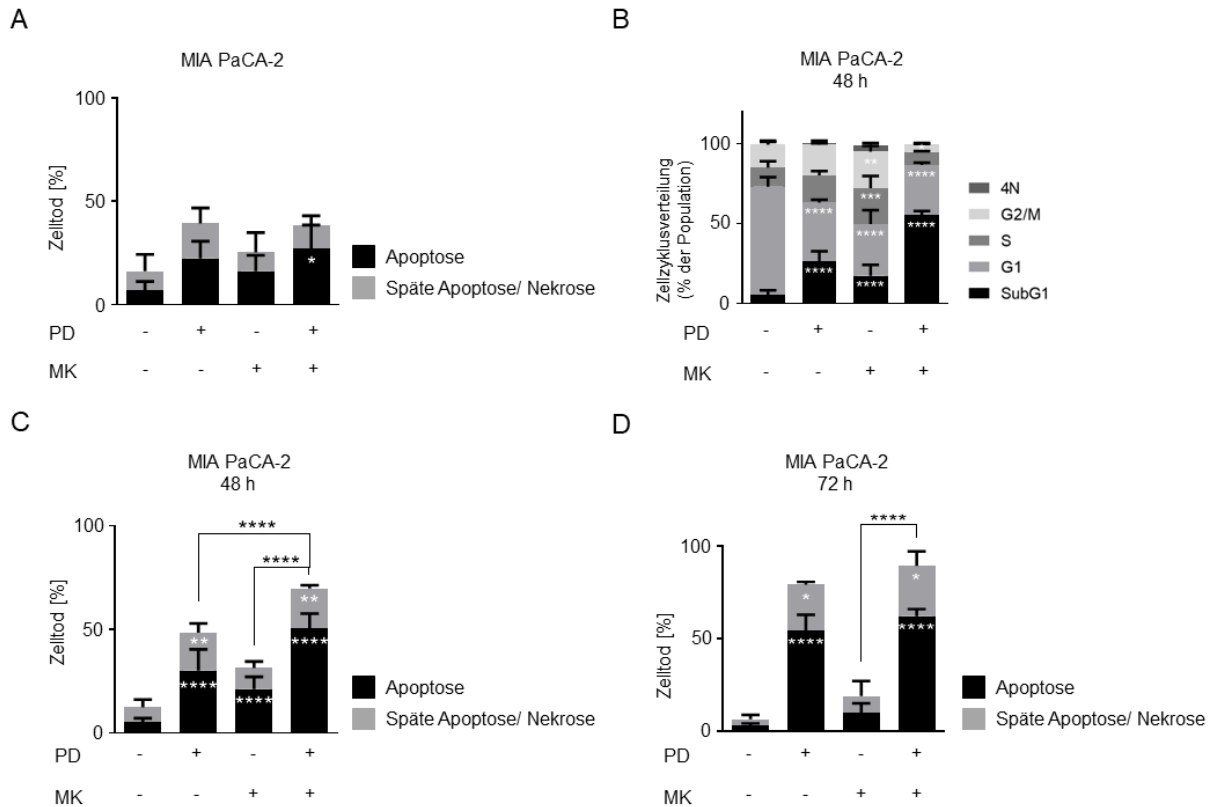 A
MIA PaCA-2
Zelltod [%]
100
50
0
*
Apoptose
Späte Apoptose/ Nekrose
PD - + - +
MK - - + +
B
MIA PaCA-2
48 h
Zellzyklusverteilung
(% der Population)
100
50
0
**
***
****
****
****
****
****
****
4N
G2/M
S
G1
SubG1
PD - + - +
MK - - + +
C
MIA PaCA-2
48 h
Zelltod [%]
100
50
0
****
****
** **
**** **** ****
Apoptose
Späte Apoptose/ Nekrose
PD - + - +
MK - - + +
D
MIA PaCA-2
72 h
Zelltod [%]
100
50
0
****
* *
**** ****
Apoptose
Späte Apoptose/ Nekrose
PD - + - +
MK - - + +